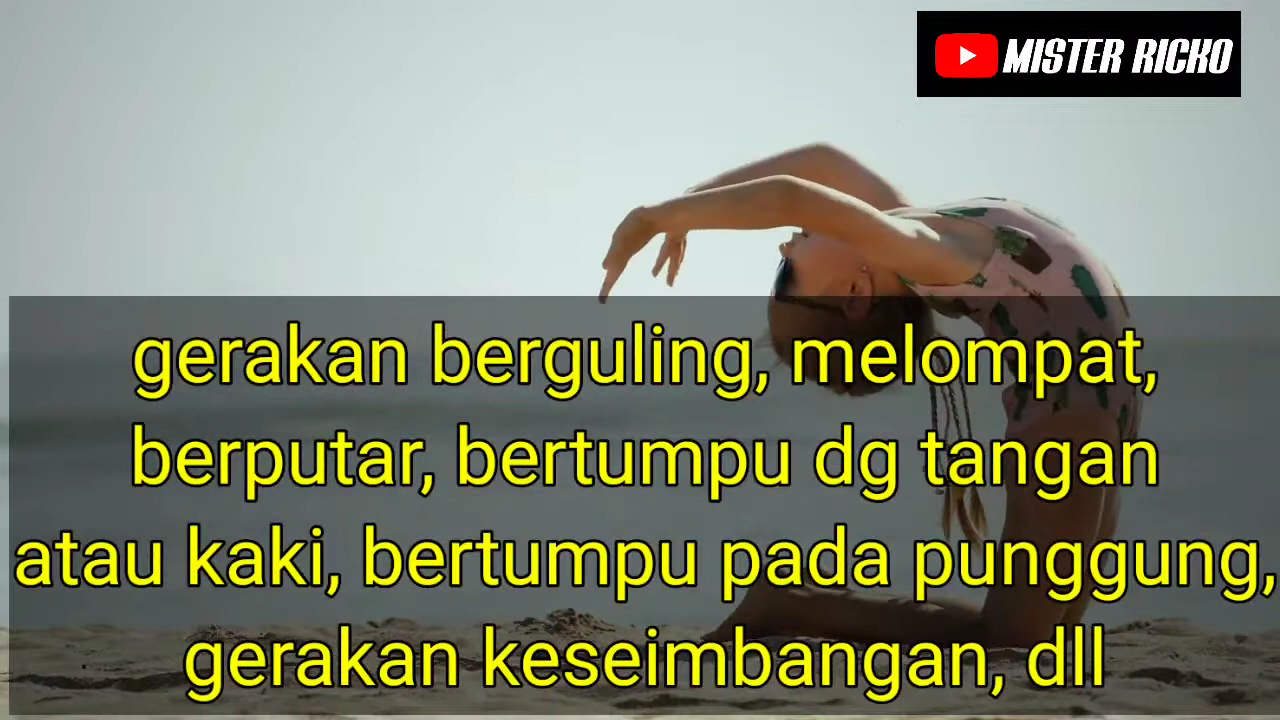 MISTER RICKO
gerakan berguling, melompat,
berputar, bertumpu dg tangan
atau kaki, bertumpu pada punggung,
gerakan keseimbangan, dll